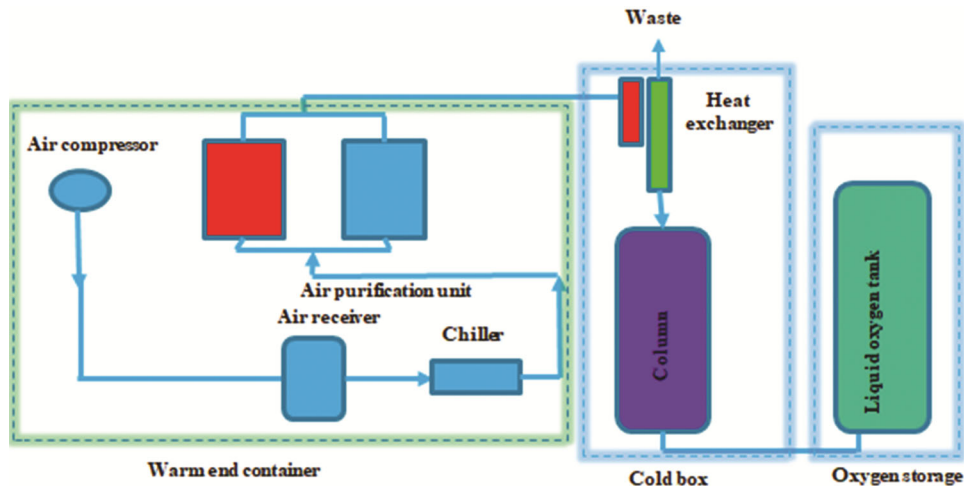 Waste
Heat
exchanger
Air compressor
Air purification unit
Air receiver
Chiller
Column
Liquid oxygen tank
Warm end container
Cold box
Oxygen storage